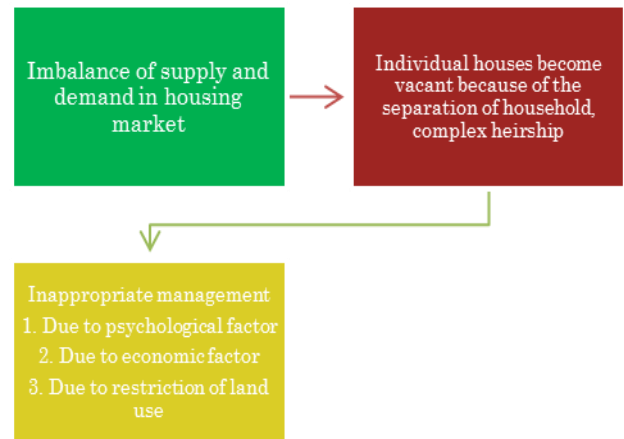 Imbalance of supply and
demand in housing
market
Individual houses become
vacant because of the
separation of household,
complex heirship
Inappropriate management
1. Due to psychological factor
2. Due to economic factor
3. Due to restriction of land
use